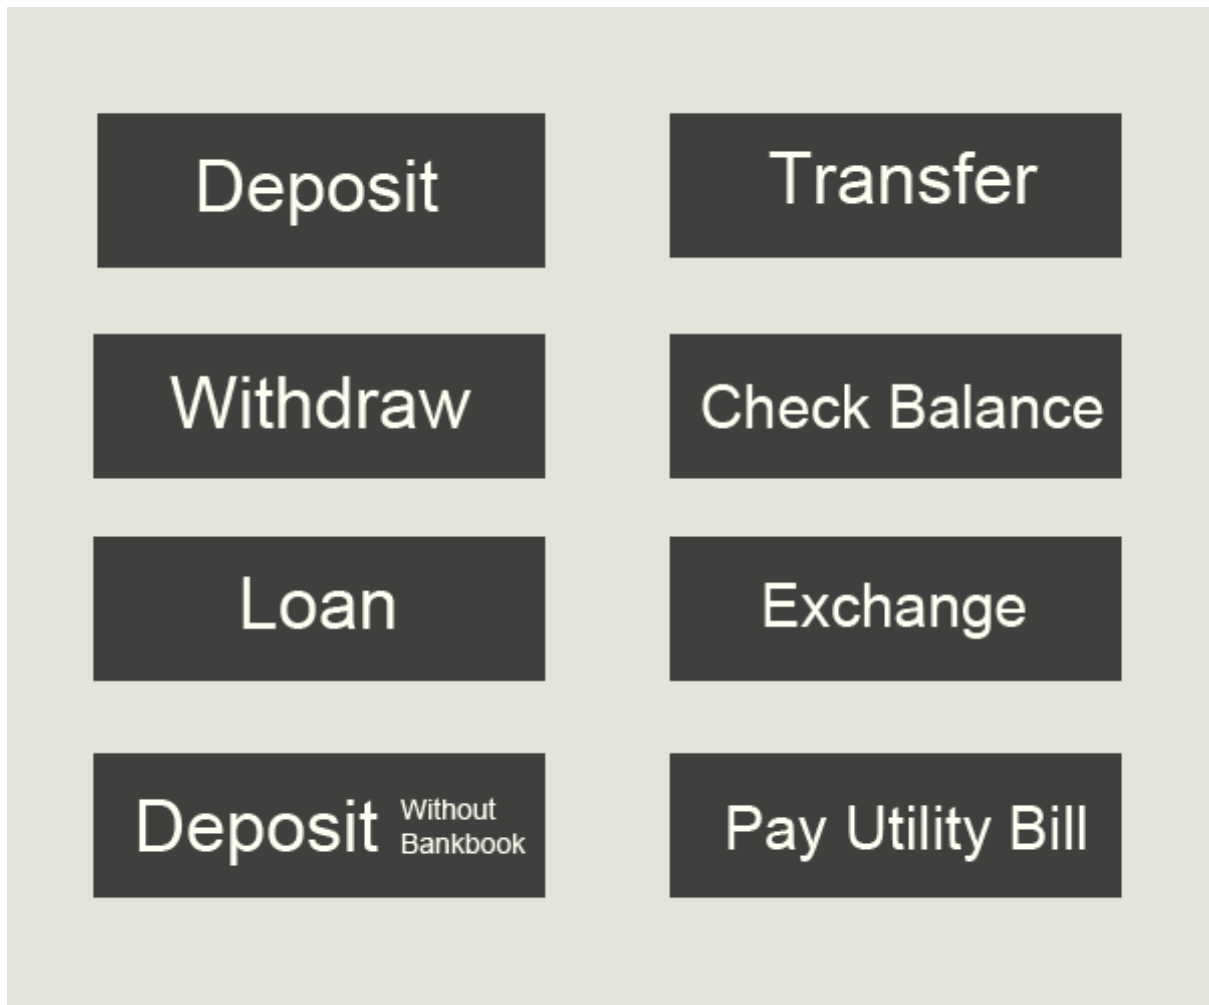 Deposit
Transfer
Withdraw
Check Balance
Loan
Exchange
Deposit Without
Bankbook
Pay Utility Bill